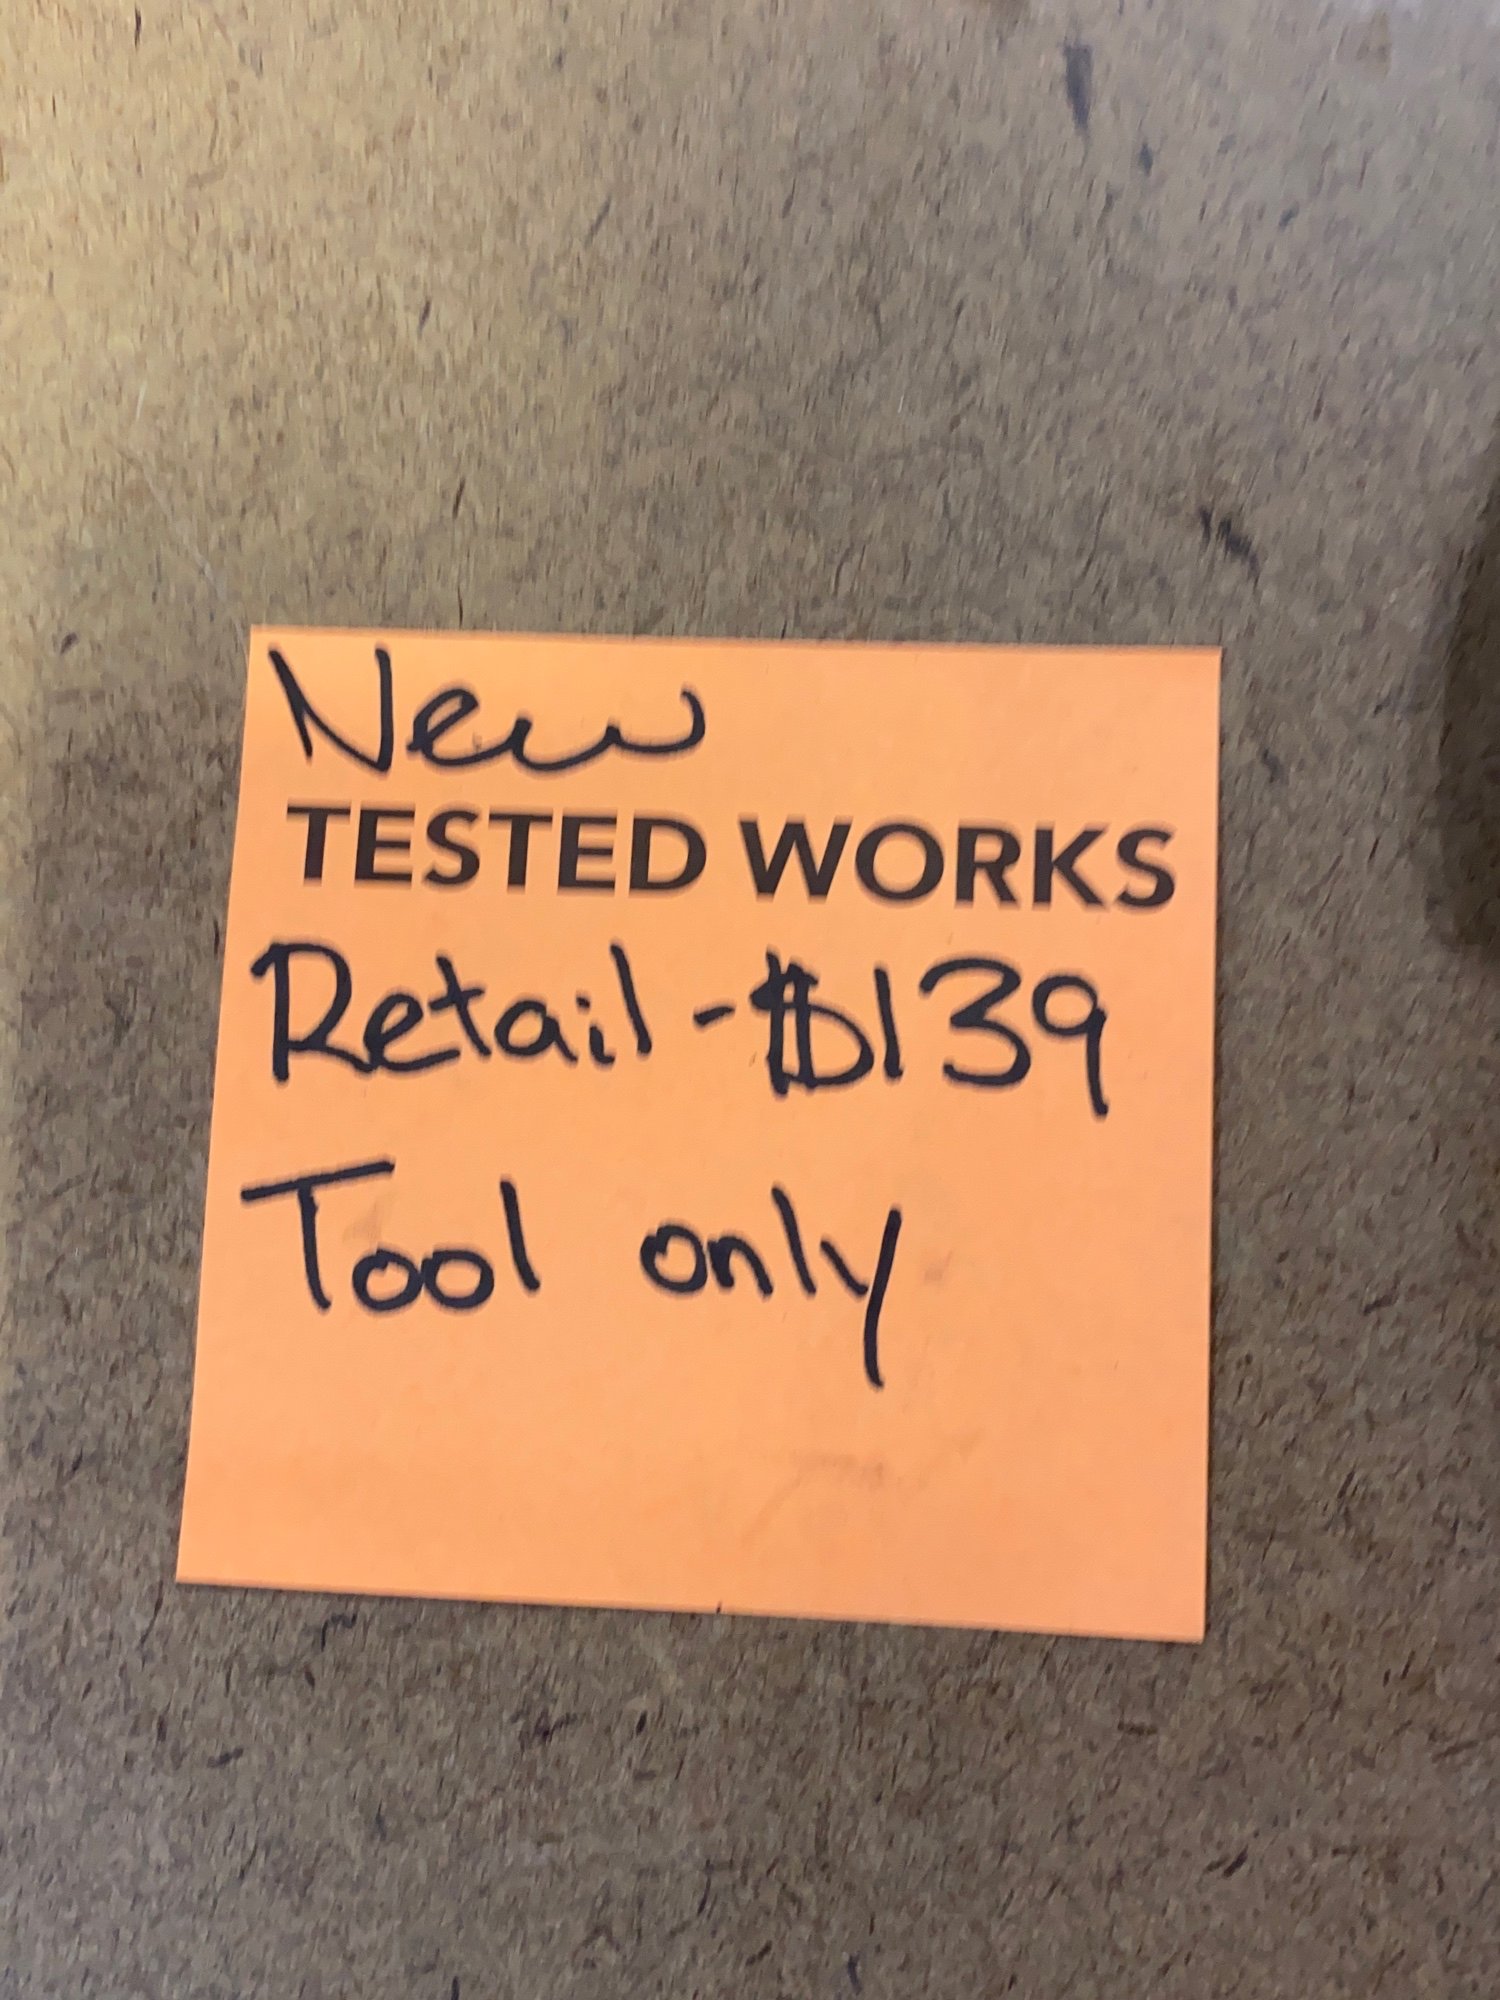 New
TESTED WORKS
Retail - $139
Tool only